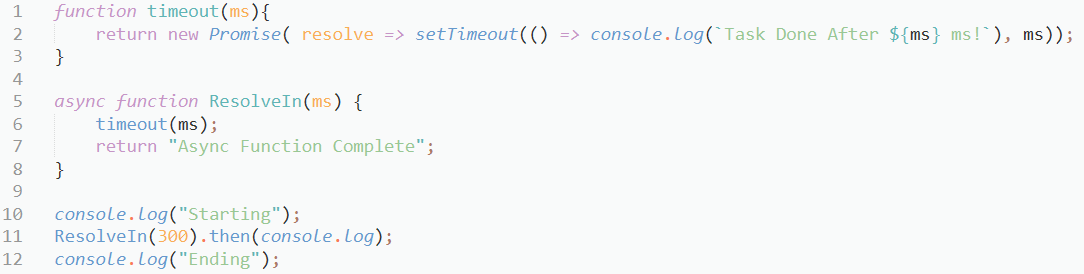 1 function timeout(ms){
2 return new Promise( resolve => setTimeout(() => console.log(`Task Done After ${ms} ms!`), ms));
3 }
4
5 async function ResolveIn(ms) {
6 timeout(ms);
7 return "Async Function Complete";
8 }
9
10 console.log("Starting");
11 ResolveIn(300).then(console.log);
12 console.log("Ending");